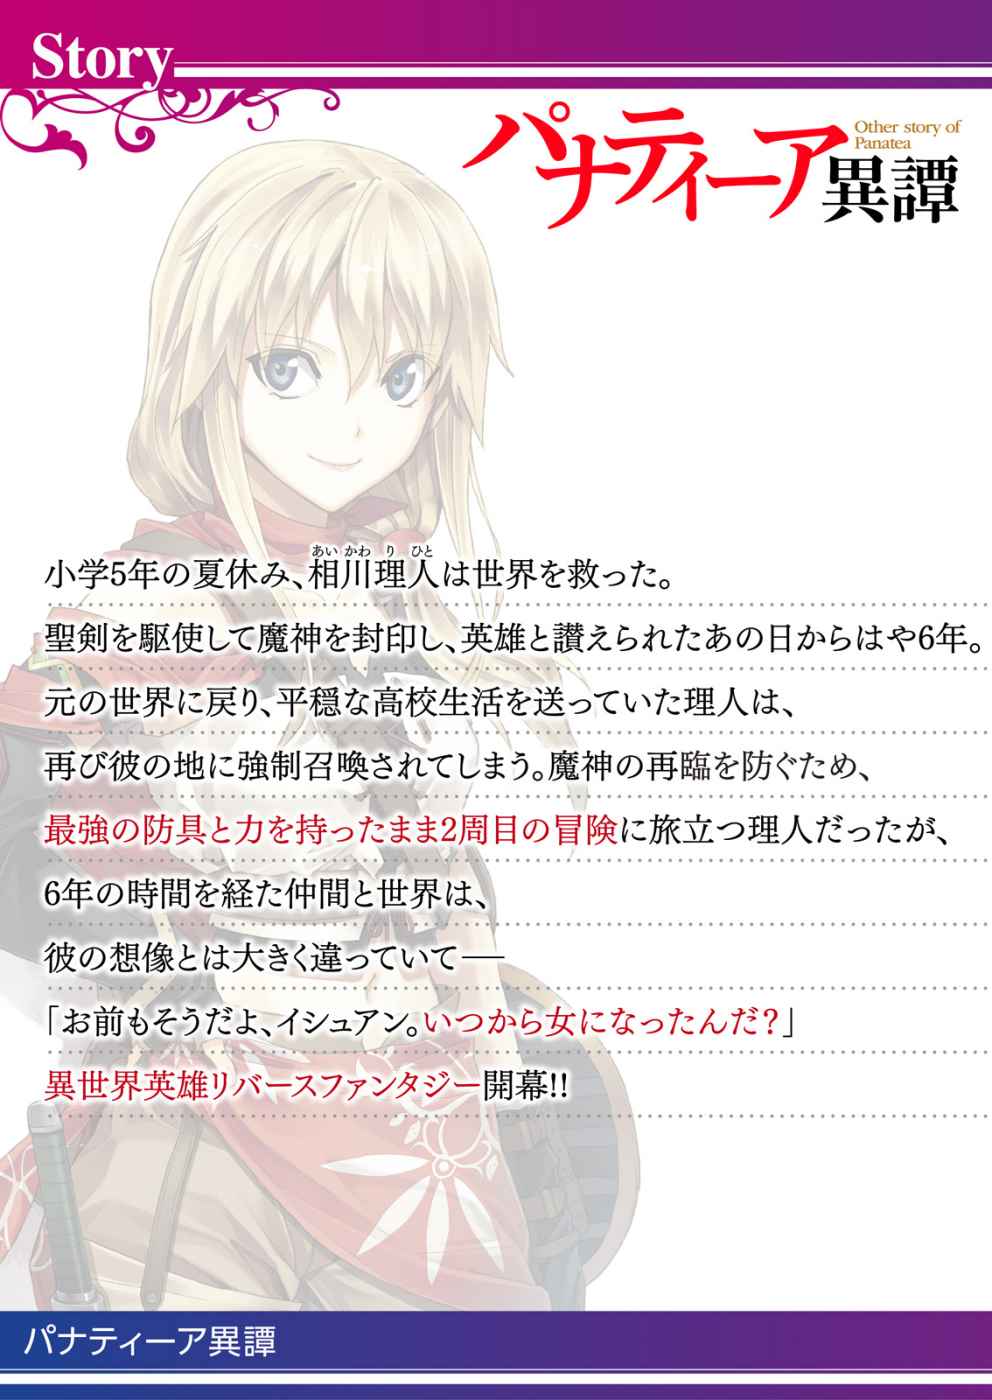 Story
パナティーア異譚
Other story of
Panatea
小学5年の夏休み、相川理人は世界を救った。
あいかわりひと
聖剣を駆使して魔神を封印し、英雄と讃えられたあの日からはや6年。
元の世界に戻り、平穏な高校生活を送っていた理人は、
再び彼の地に強制召喚されてしまう。魔神の再臨を防ぐため、
最強の防具と力を持ったまま2周目の冒険に旅立つ理人だったが、
6年の時間を経た仲間と世界は、
彼の想像とは大きく違っていて――
「お前もそうだよ、イシュアン。いつから女になったんだ？」
異世界英雄リバースファンタジー開幕!!
パナティーア異譚